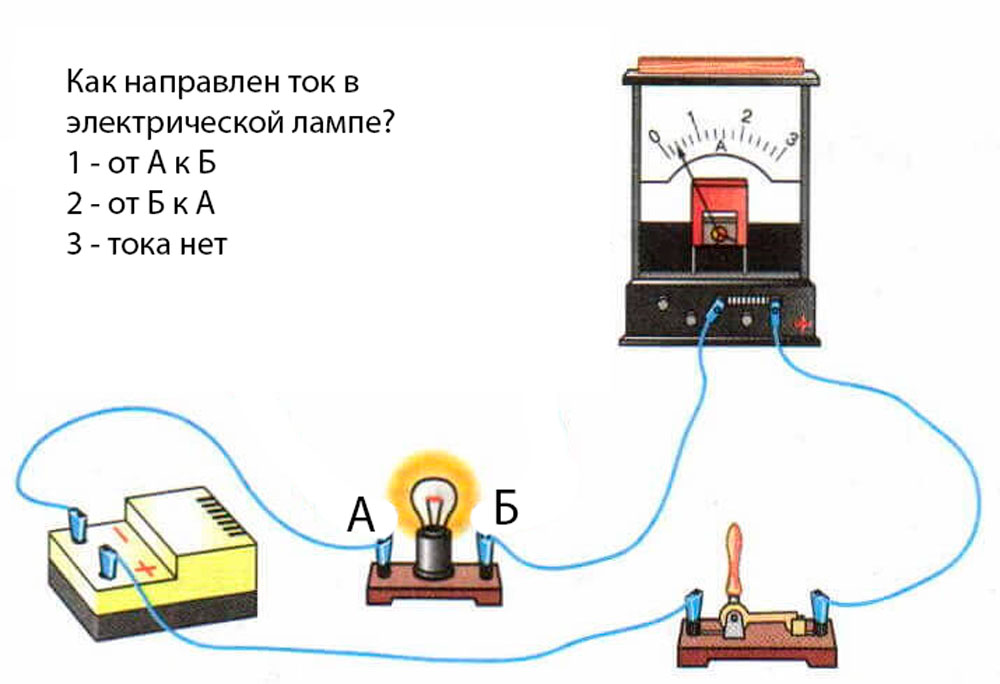 Как направлен ток в
электрической лампе?
1 - от А к Б
2 - от Б к А
3 - тока нет
0 1 2 3
А
+
А Б
-
+